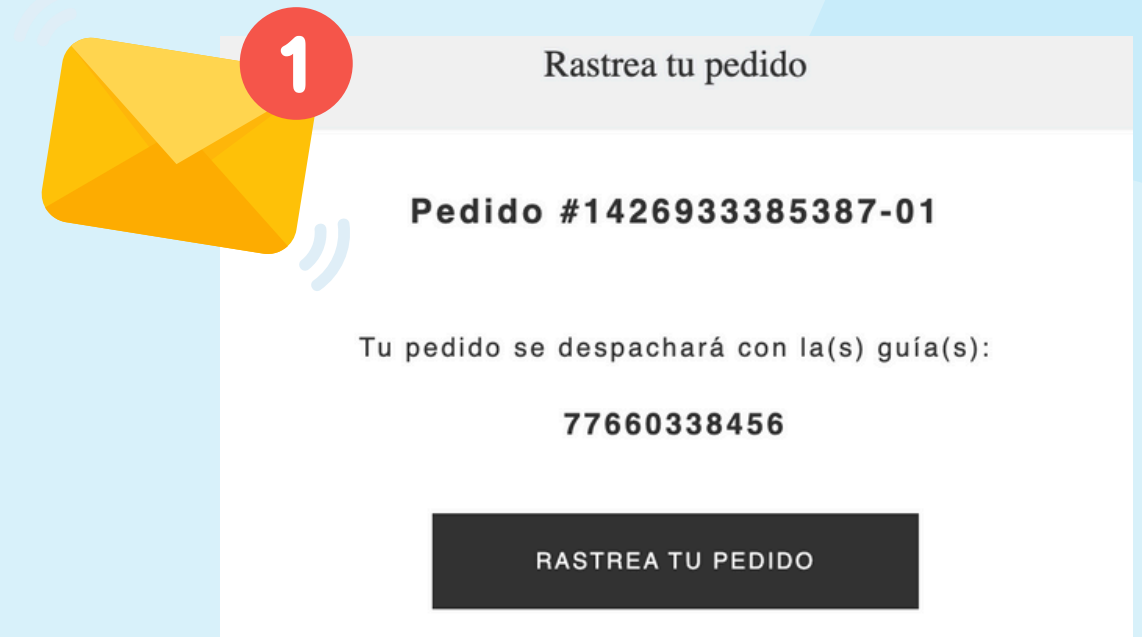 1
Rastrea tu pedido
Pedido #1426933385387-01
Tu pedido se despachará con la(s) guía(s):
77660338456
RASTREA TU PEDIDO